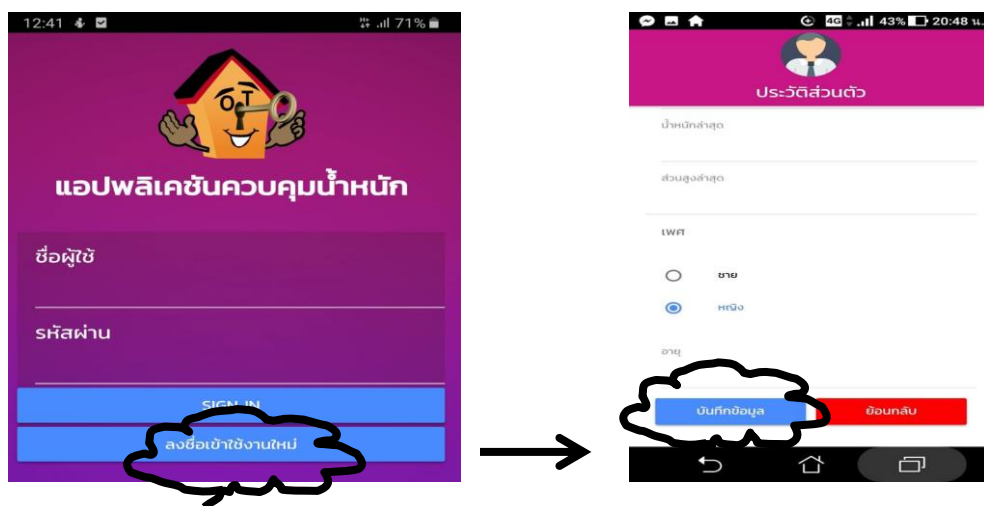 12:41 71%
OT
แอปพลิเคชันควบคุมน้ำหนัก
ชื่อผู้ใช้
รหัสผ่าน
SIGN IN
ลงชื่อเข้าใช้งานใหม่
4G 43% 20:48 น.
ประวัติส่วนตัว
น้ำหนักล่าสุด
ส่วนสูงล่าสุด
เพศ
ชาย
หญิง
อายุ
บันทึกข้อมูล ย้อนกลับ